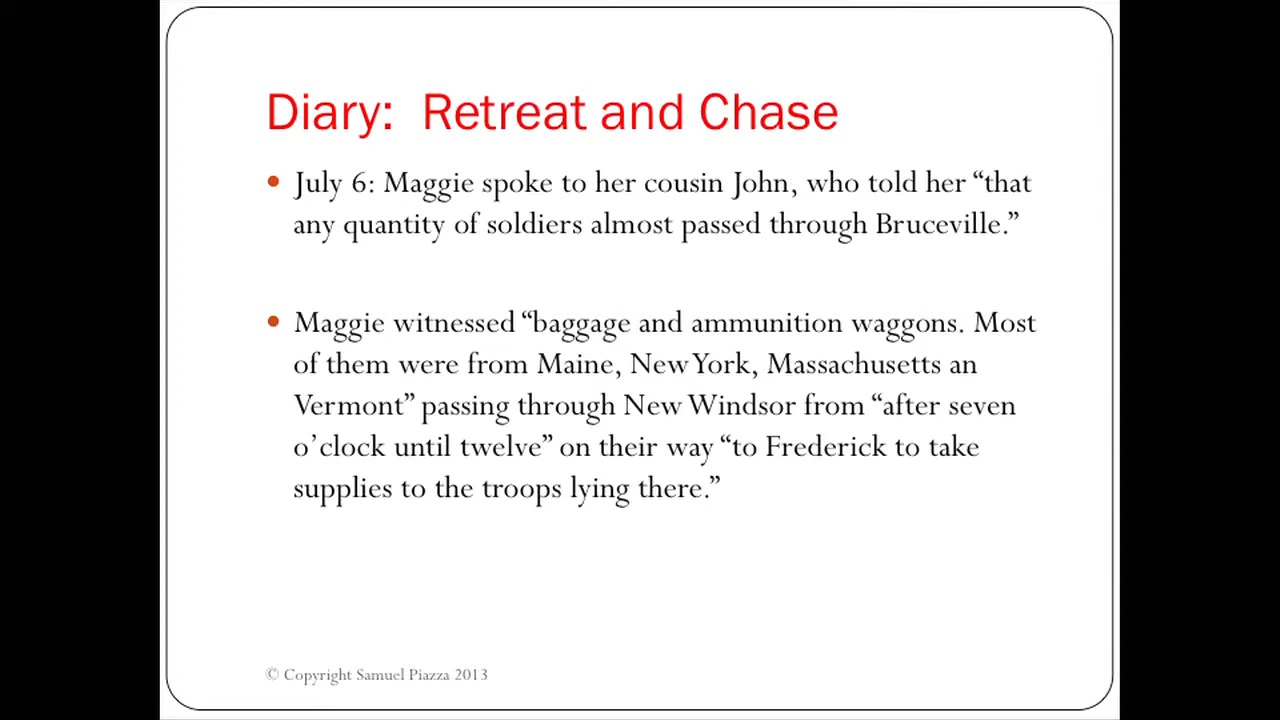 Diary: Retreat and Chase
• July 6: Maggie spoke to her cousin John, who told her “that
any quantity of soldiers almost passed through Bruceville.”
• Maggie witnessed “baggage and ammunition waggons. Most
of them were from Maine, New York, Massachusetts an
Vermont” passing through New Windsor from “after seven
o’clock until twelve” on their way “to Frederick to take
supplies to the troops lying there.”
© Copyright Samuel Piazza 2013